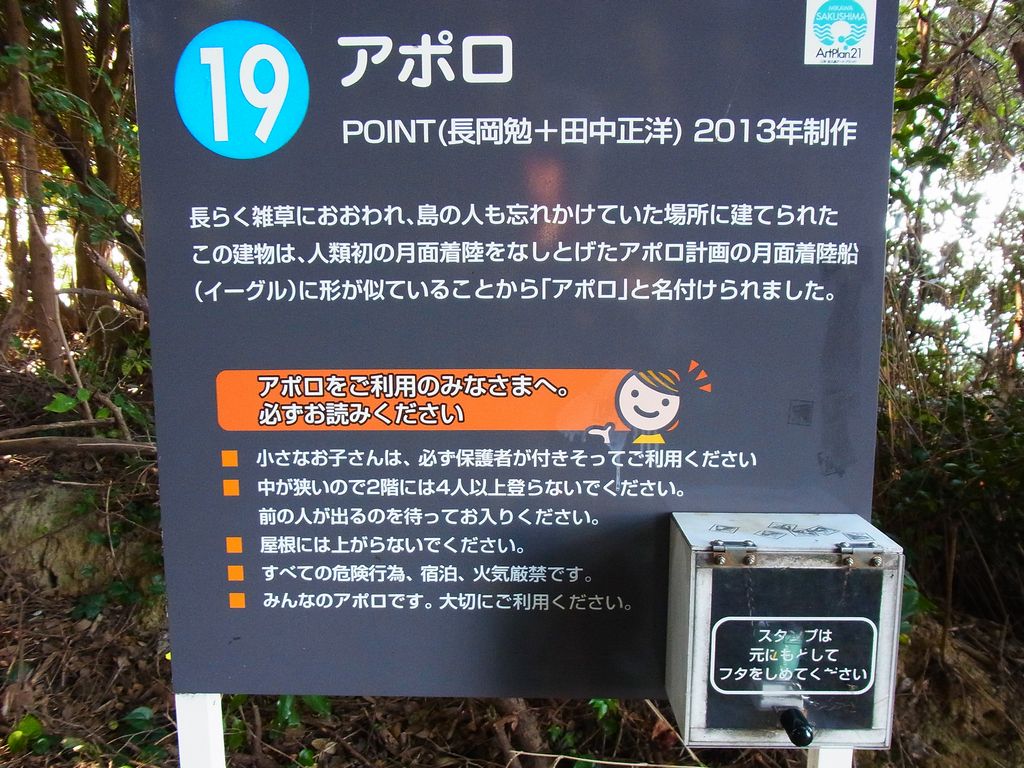 19
アポロ
MIKAWA
SAKUSHIMA
ArtPlan21
POINT(長岡勉＋田中正洋) 2013年制作
長らく雑草におおわれ、島の人も忘れかけていた場所に建てられた
この建物は、人類初の月面着陸をなしとげたアポロ計画の月面着陸船
（イーグル）に形が似ていることから「アポロ」と名付けられました。
アポロをご利用のみなさまへ。
必ずお読みください
小さなお子さんは、必ず保護者が付きそってご利用ください
中が狭いので2階には4人以上登らないでください。
前の人が出るのを待ってお入りください。
屋根には上がらないでください。
すべての危険行為、宿泊、火気厳禁です。
みんなのアポロです。大切にご利用ください。
スタンプは
元にもどして
フタをしめてください